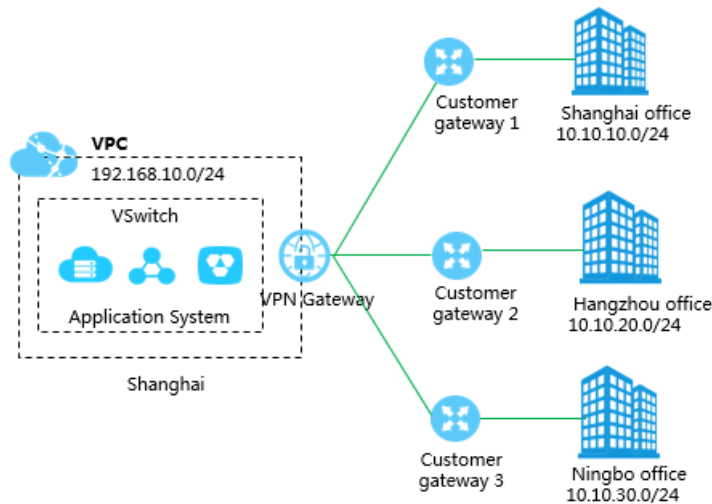 VPC
192.168.10.0/24
VSwitch
Application System
Shanghai
VPN Gateway
Customer
gateway 1
Shanghai office
10.10.10.0/24
Customer
gateway 2
Hangzhou office
10.10.20.0/24
Customer
gateway 3
Ningbo office
10.10.30.0/24